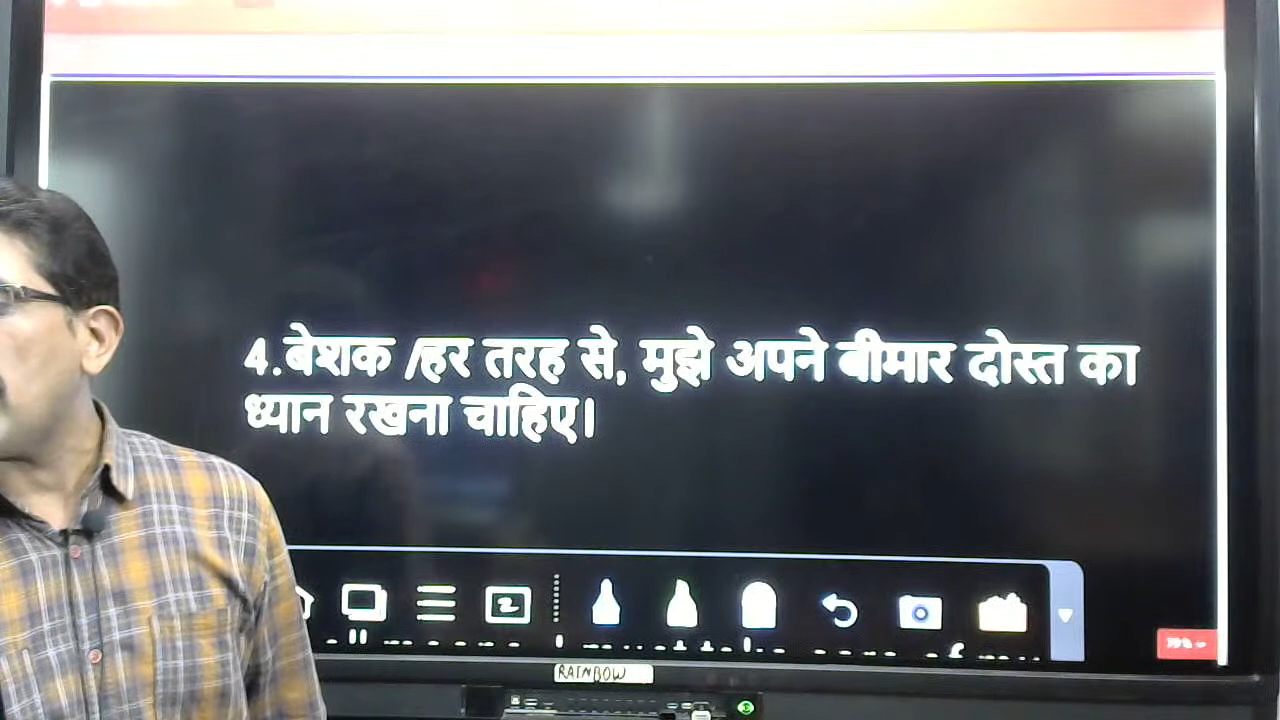 4.बेशक /हर तरह से, मुझे अपने बीमार दोस्त का
ध्यान रखना चाहिए।
RAINBOW